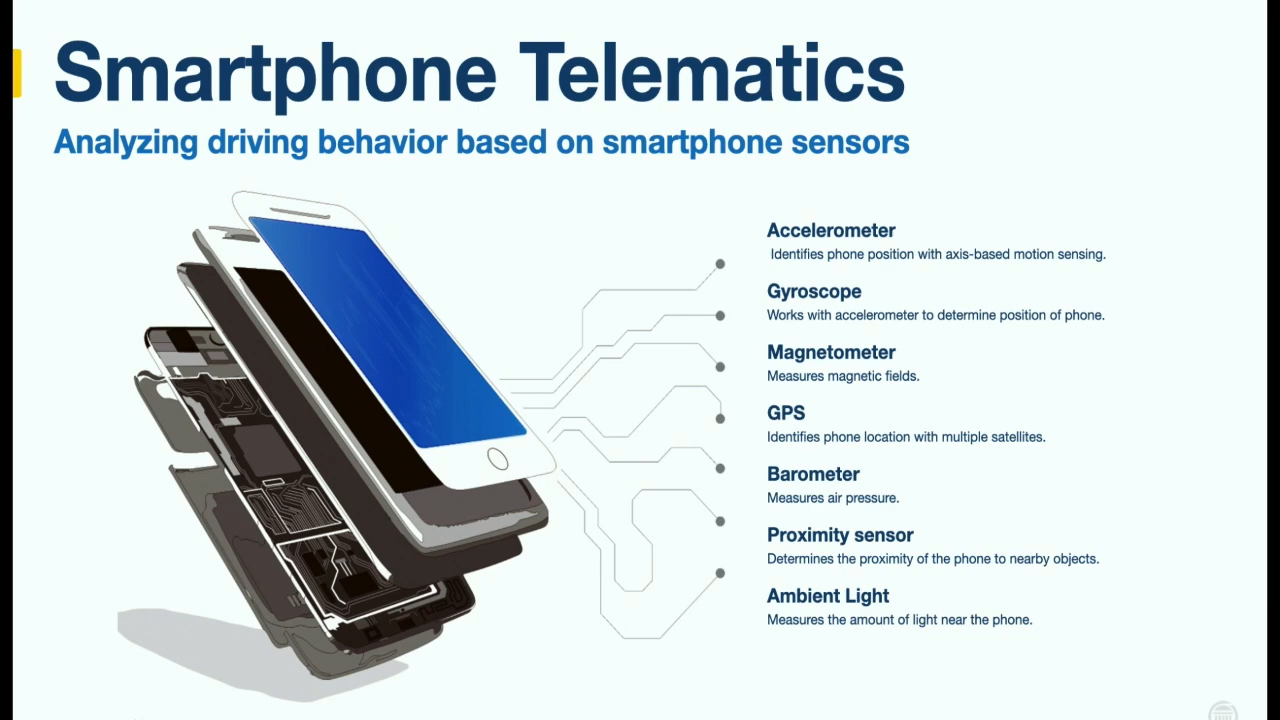 Smartphone Telematics
Analyzing driving behavior based on smartphone sensors
Accelerometer
Identifies phone position with axis-based motion sensing.
Gyroscope
Works with accelerometer to determine position of phone.
Magnetometer
Measures magnetic fields.
GPS
Identifies phone location with multiple satellites.
Barometer
Measures air pressure.
Proximity sensor
Determines the proximity of the phone to nearby objects.
Ambient Light
Measures the amount of light near the phone.